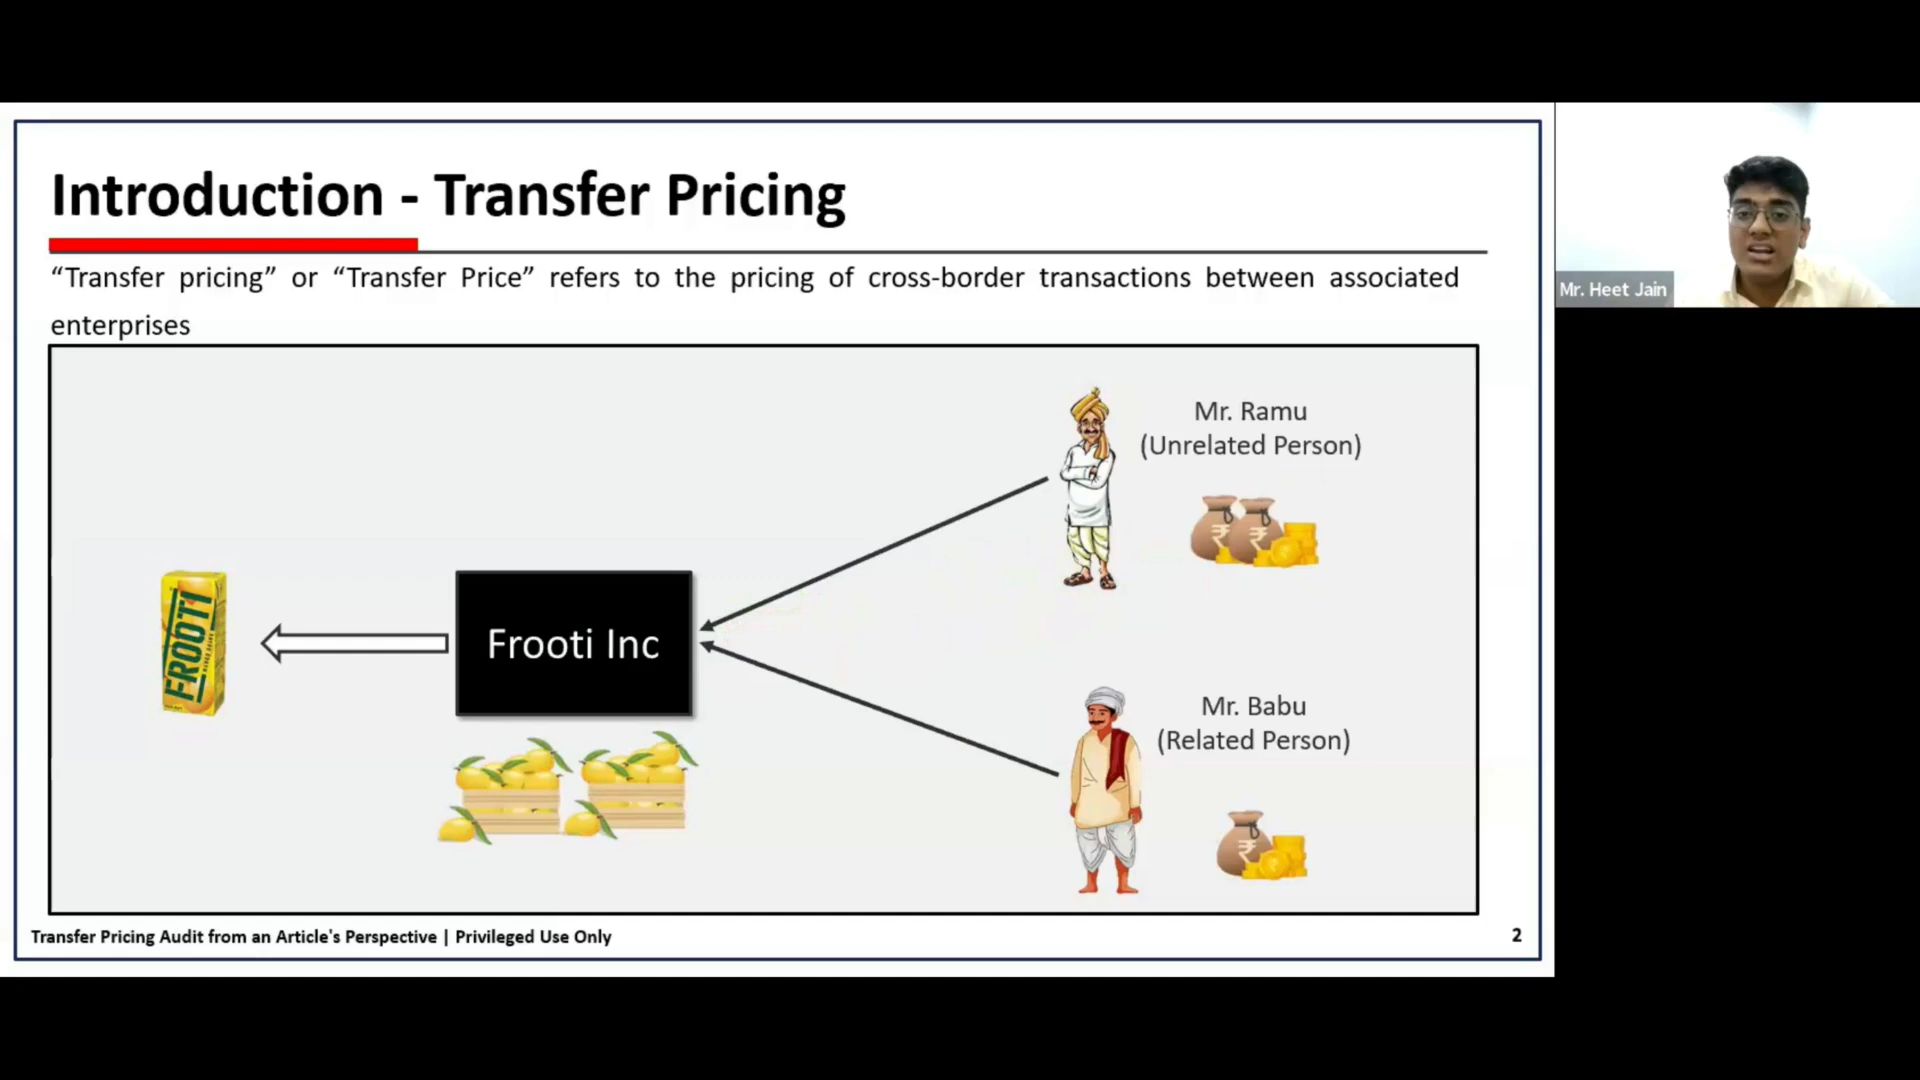 Introduction - Transfer Pricing
“Transfer pricing” or “Transfer Price” refers to the pricing of cross-border transactions between associated
enterprises
Mr. Ramu
(Unrelated Person)
₹ ₹
FROOTI
Frooti Inc
Mr. Babu
(Related Person)
₹
Transfer Pricing Audit from an Article's Perspective | Privileged Use Only
2
Mr. Heet Jain